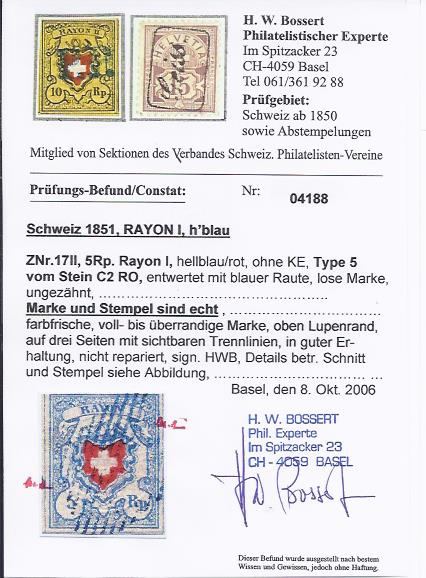 RAYON II
10 Rp.
HELVETIA
H. W. Bossert
Philatelistischer Experte
Im Spitzacker 23
CH-4059 Basel
Tel 061/361 92 88
Prüfgebiet:
Schweiz ab 1850
sowie Abstempelungen
Mitglied von Sektionen des Verbandes Schweiz. Philatelisten-Vereine
Prüfungs-Befund/Constat: Nr: 04188
Schweiz 1851, RAYON I, h'blau
ZNr.17II, 5Rp. Rayon I, hellblau/rot, ohne KE, Type 5
vom Stein C2 RO, entwertet mit blauer Raute, lose Marke,
ungezähnt, ................................................................
Marke und Stempel sind echt , ..................................
farbfrische, voll- bis überrandige Marke, oben Lupenrand,
auf drei Seiten mit sichtbaren Trennlinien, in guter Er-
haltung, nicht repariert, sign. HWB, Details betr. Schnitt
und Stempel siehe Abbildung, ..................................... ...
Basel, den 8. Okt. 2006
RAYON I
Rp.
H. W. BOSSERT
Phil. Experte
Im Spitzacker 23
CH - 4059 BASEL
H W. Bossert
Dieser Befund wurde ausgestellt nach bestem
Wissen und Gewissen, jedoch ohne Haftung.